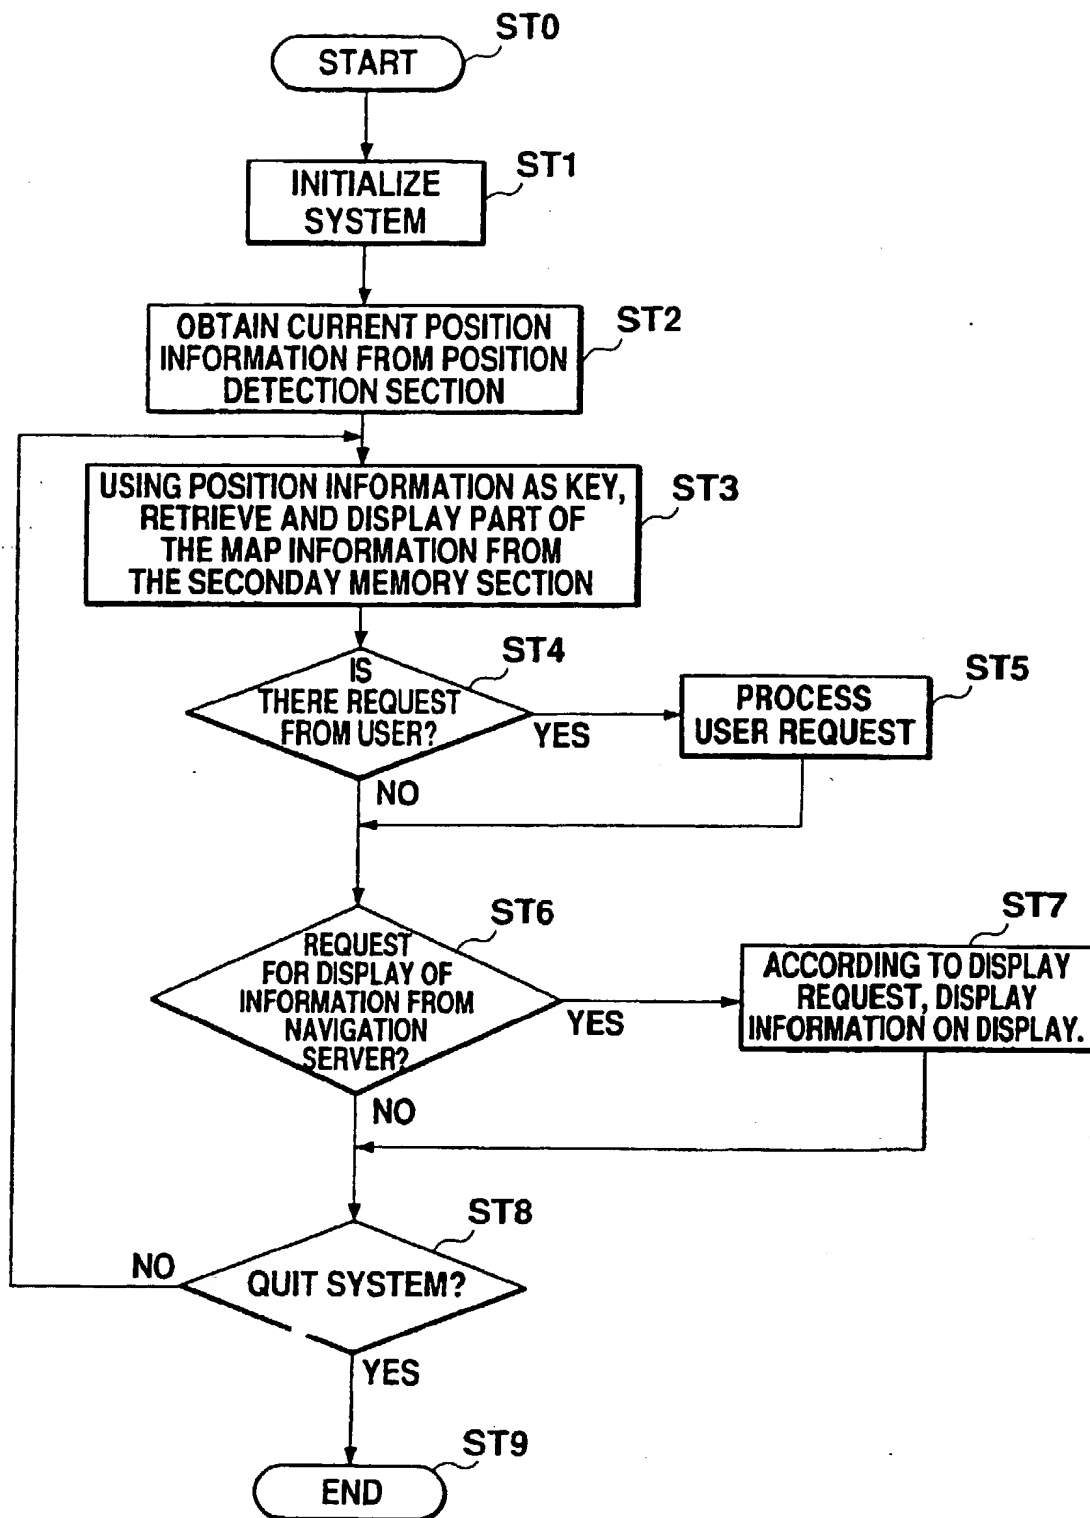 ST0
START
ST1
INITIALIZE
SYSTEM
ST2
OBTAIN CURRENT POSITION
INFORMATION FROM POSITION
DETECTION SECTION
ST3
USING POSITION INFORMATION AS KEY,
RETRIEVE AND DISPLAY PART OF
THE MAP INFORMATION FROM
THE SECONDAY MEMORY SECTION
ST4
IS
THERE REQUEST
FROM USER?
YES
NO
ST5
PROCESS
USER REQUEST
ST6
REQUEST
FOR DISPLAY OF
INFORMATION FROM
NAVIGATION
SERVER?
YES
NO
ST7
ACCORDING TO DISPLAY
REQUEST, DISPLAY
INFORMATION ON DISPLAY.
ST8
QUIT SYSTEM?
NO
YES
ST9
END